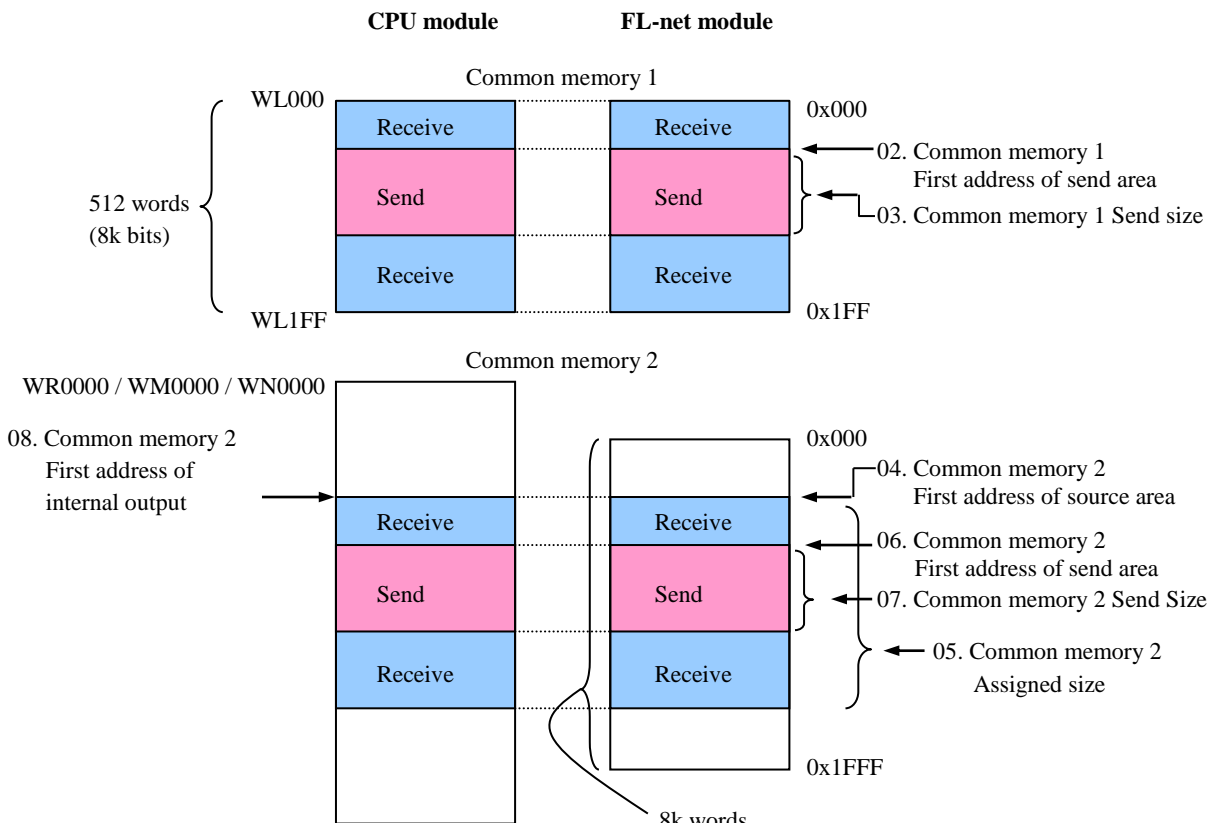 CPU module
FL-net module
Common memory 1
WL000
0x000
Receive
Receive
02. Common memory 1
First address of send area
512 words
(8k bits)
Send
Send
03. Common memory 1 Send size
Receive
Receive
WL1FF
0x1FF
Common memory 2
WR0000 / WM0000 / WN0000
08. Common memory 2
First address of
internal output
0x000
04. Common memory 2
First address of source area
Receive
Receive
06. Common memory 2
First address of send area
Send
Send
07. Common memory 2 Send Size
05. Common memory 2
Assigned size
Receive
Receive
0x1FFF
8k words